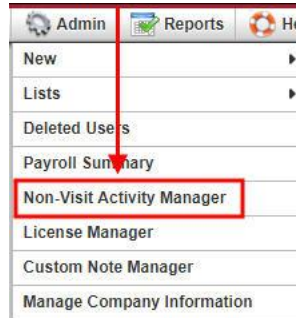 Admin Reports H
New
Lists
Deleted Users
Payroll Summary
Non-Visit Activity Manager
License Manager
Custom Note Manager
Manage Company Information